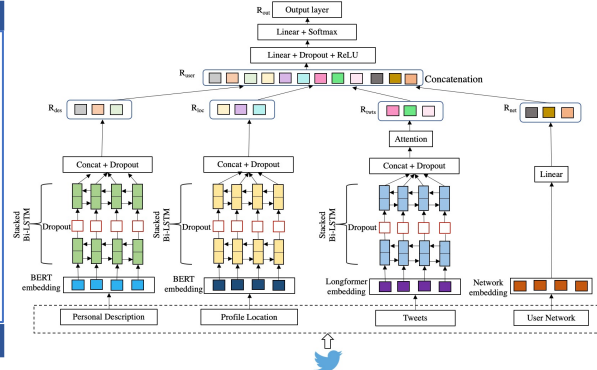 R_out Output layer
Linear + Softmax
Linear + Dropout + ReLU
R_user
Concatenation
R_des
R_loc
R_twts
R_net
Attention
Concat + Dropout
Concat + Dropout
Concat + Dropout
Linear
Stacked
Bi-LSTM
Dropout
Stacked
Bi-LSTM
Dropout
Stacked
Bi-LSTM
Dropout
BERT
embedding
BERT
embedding
Longformer
embedding
Network
embedding
Personal Description
Profile Location
Tweets
User Network